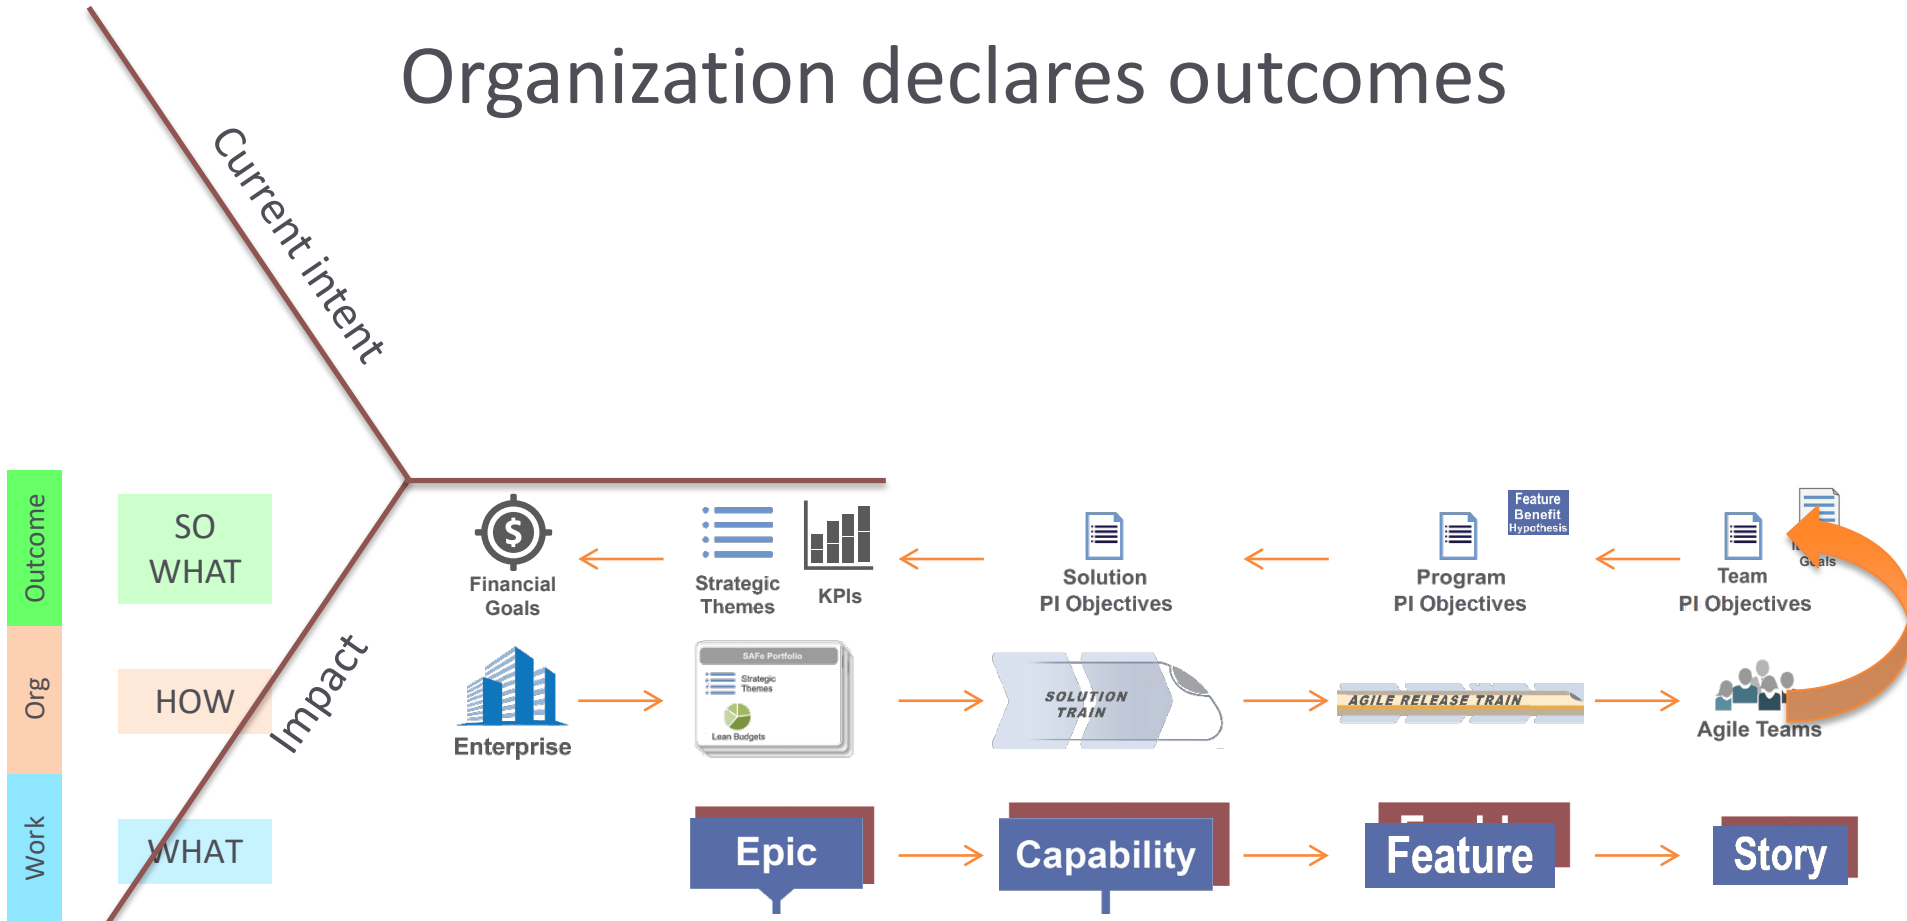 Organization declares outcomes
Current intent
Impact
Outcome
SO
WHAT
Financial
Goals
Strategic
Themes
KPIs
Solution
PI Objectives
Feature
Benefit
Hypothesis
Program
PI Objectives
Team
PI Objectives
Goals
Org
HOW
Enterprise
SAFe Portfolio
Strategic
Themes
Lean Budgets
SOLUTION
TRAIN
AGILE RELEASE TRAIN
Agile Teams
Work
WHAT
Epic
Capability
Feature
Story